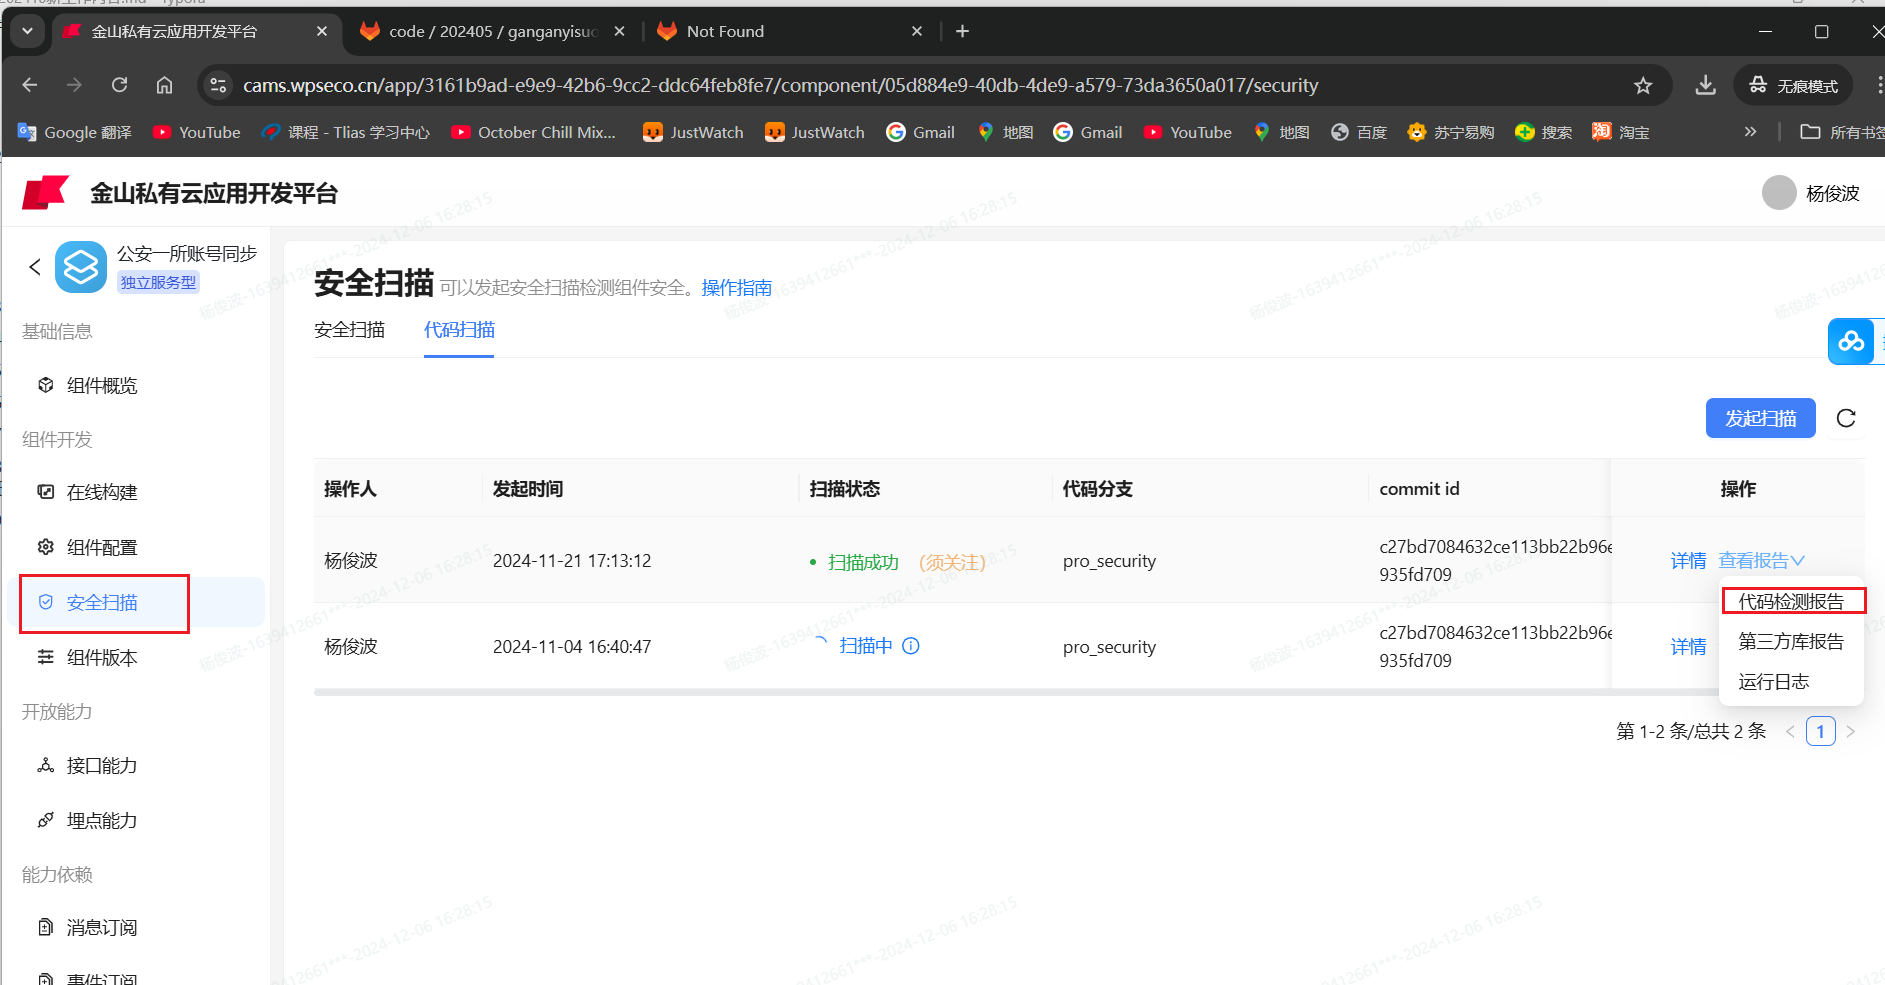 金山私有云应用开发平台
code / 202405 / ganganyisuo
Not Found
cams.wpseco.cn/app/3161b9ad-e9e9-42b6-9cc2-ddc64feb8fe7/component/05d884e9-40db-4de9-a579-73da3650a017/security
无痕模式
Google 翻译
YouTube
课程 - Tlias 学习中心
October Chill Mix...
JustWatch
JustWatch
Gmail
地图
Gmail
YouTube
地图
百度
苏宁易购
搜索
淘 淘宝
所有书签
金山私有云应用开发平台
杨俊波
公安一所账号同步
独立服务型
基础信息
组件概览
组件开发
在线构建
组件配置
安全扫描
组件版本
开放能力
接口能力
埋点能力
能力依赖
消息订阅
事件订阅
安全扫描 可以发起安全扫描检测组件安全。操作指南
安全扫描 代码扫描
发起扫描
操作人 发起时间 扫描状态 代码分支 commit id 操作
杨俊波 2024-11-21 17:13:12 扫描成功 (须关注) pro_security c27bd7084632ce113bb22b96e
935fd709
详情 查看报告
代码检测报告
第三方库报告
运行日志
杨俊波 2024-11-04 16:40:47 扫描中 pro_security c27bd7084632ce113bb22b96e
935fd709
详情
第 1-2 条/总共 2 条 < 1 >
杨俊波-1639412661***-2024-12-06 16:28:15